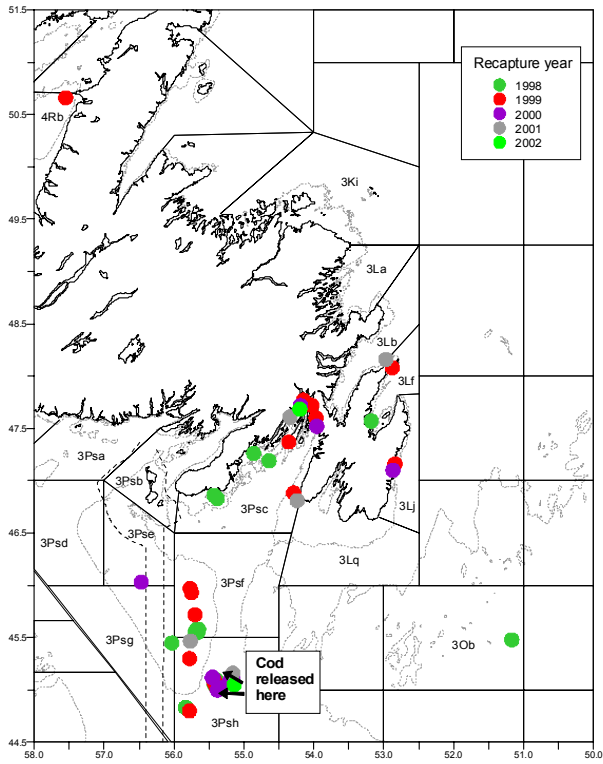 51.5
50.5
49.5
48.5
47.5
46.5
45.5
44.5
58.0
57.0
56.0
55.0
54.0
53.0
52.0
51.0
50.0
Recapture year
1998
1999
2000
2001
2002
4Rb
3Ki
3La
3Lb
3Lf
3Psa
3Psb
3Psc
3Lj
3Psd
3Pse
3Lq
3Psf
3Psg
3Ob
Cod
released
here
3Psh